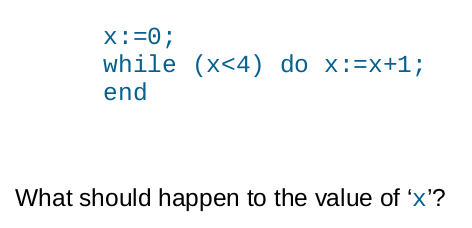 x:=0;
while (x<4) do x:=x+1;
end
What should happen to the value of ‘x’?